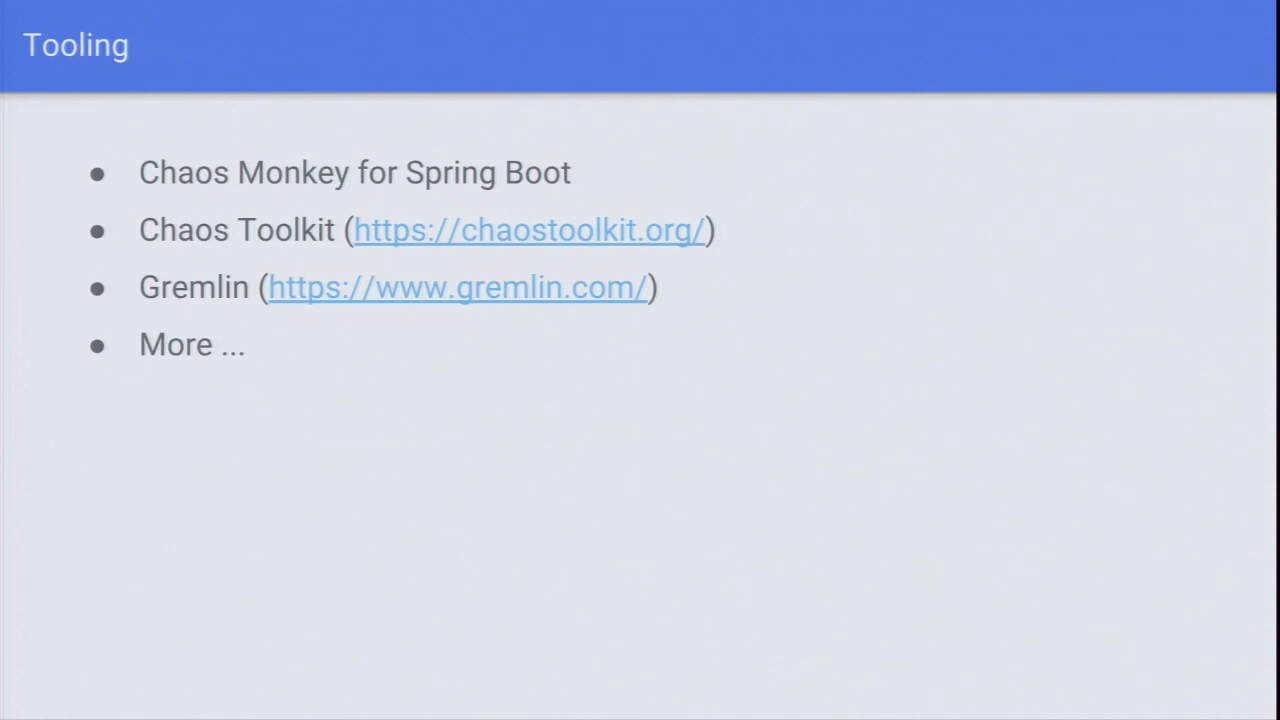 Tooling
● Chaos Monkey for Spring Boot
● Chaos Toolkit (https://chaostoolkit.org/)
● Gremlin (https://www.gremlin.com/)
● More ...